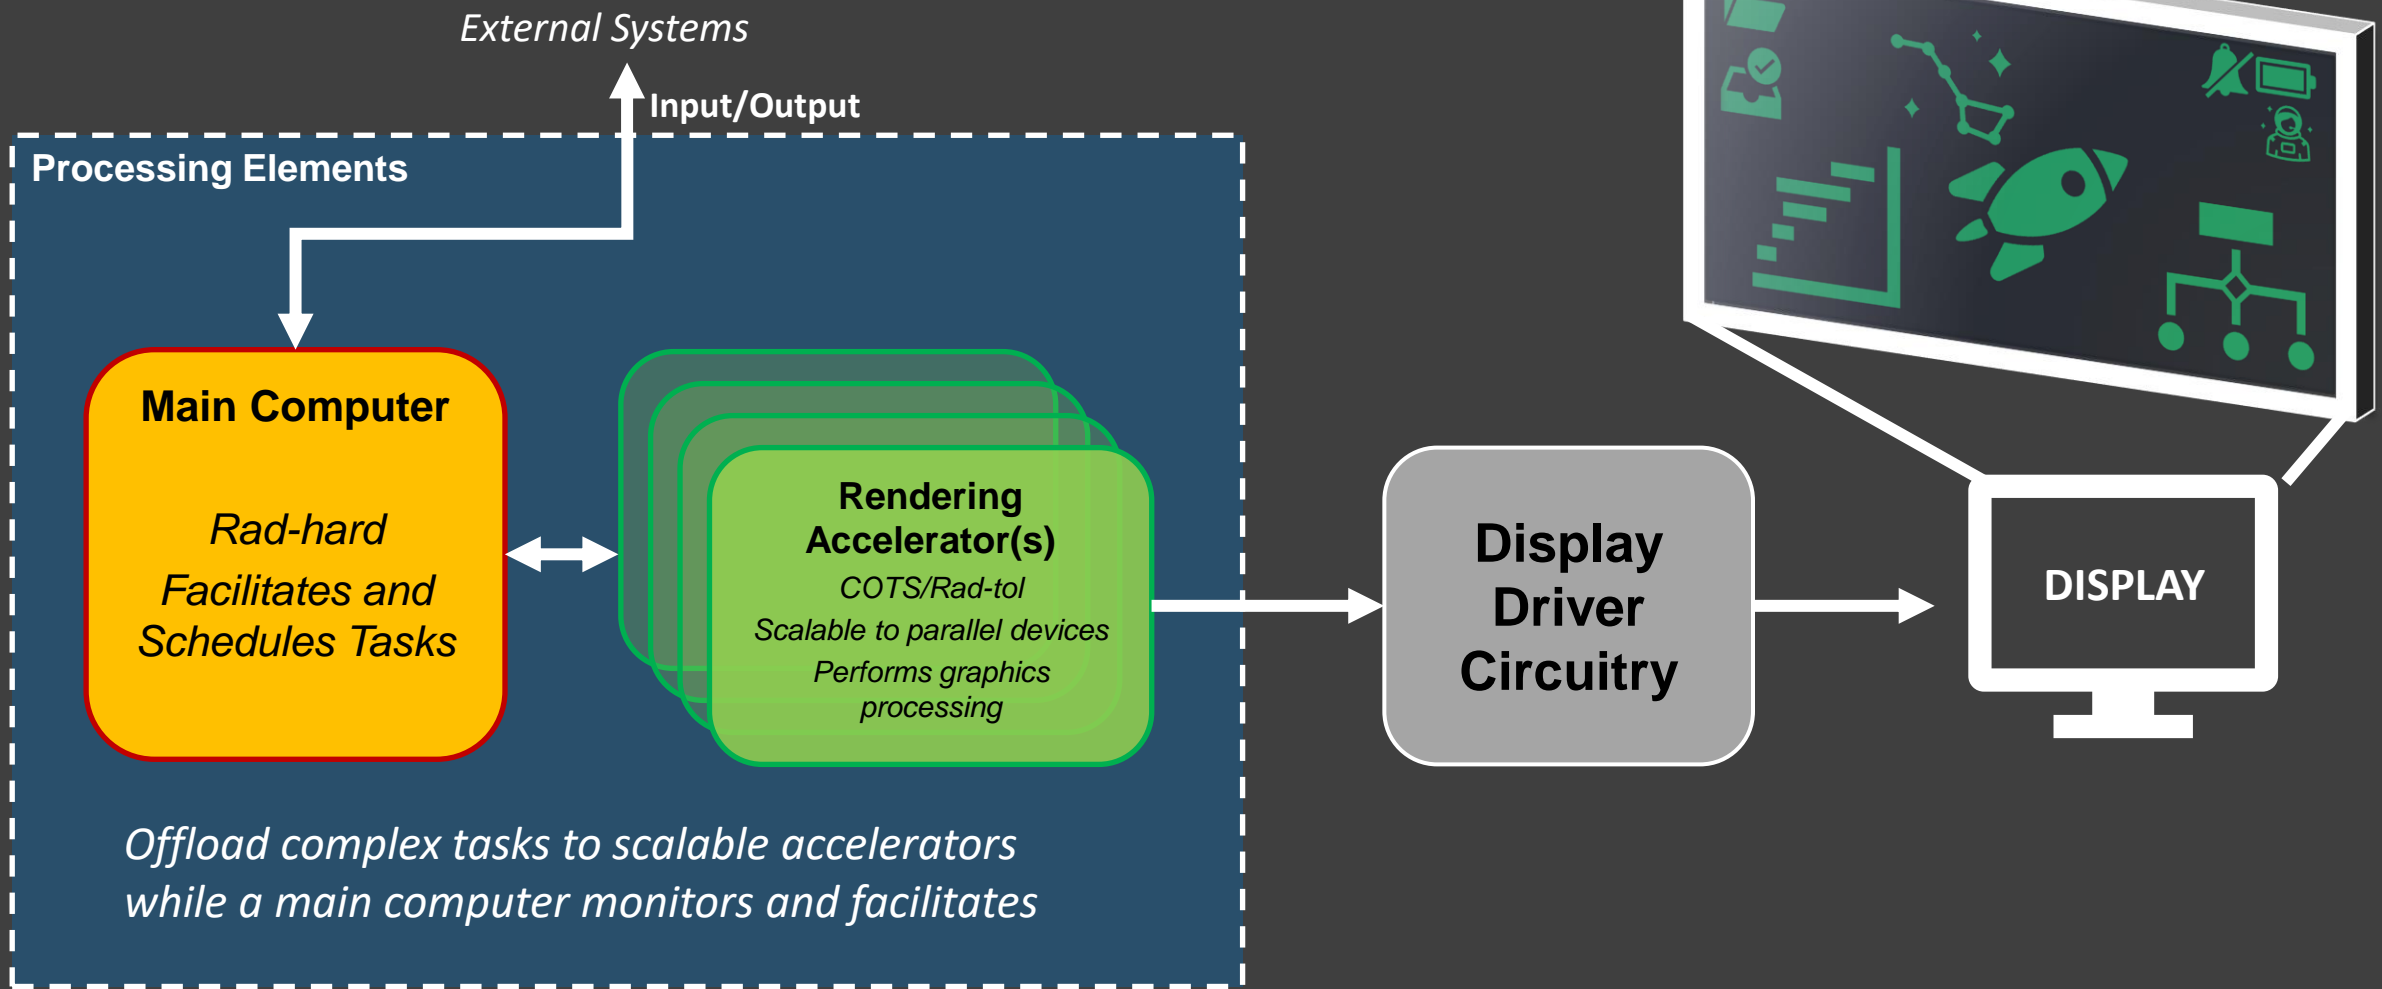 External Systems
Input/Output
Processing Elements
Main Computer
Rad-hard
Facilitates and
Schedules Tasks
Rendering
Accelerator(s)
COTS/Rad-tol
Scalable to parallel devices
Performs graphics
processing
Display
Driver
Circuitry
DISPLAY
Offload complex tasks to scalable accelerators
while a main computer monitors and facilitates